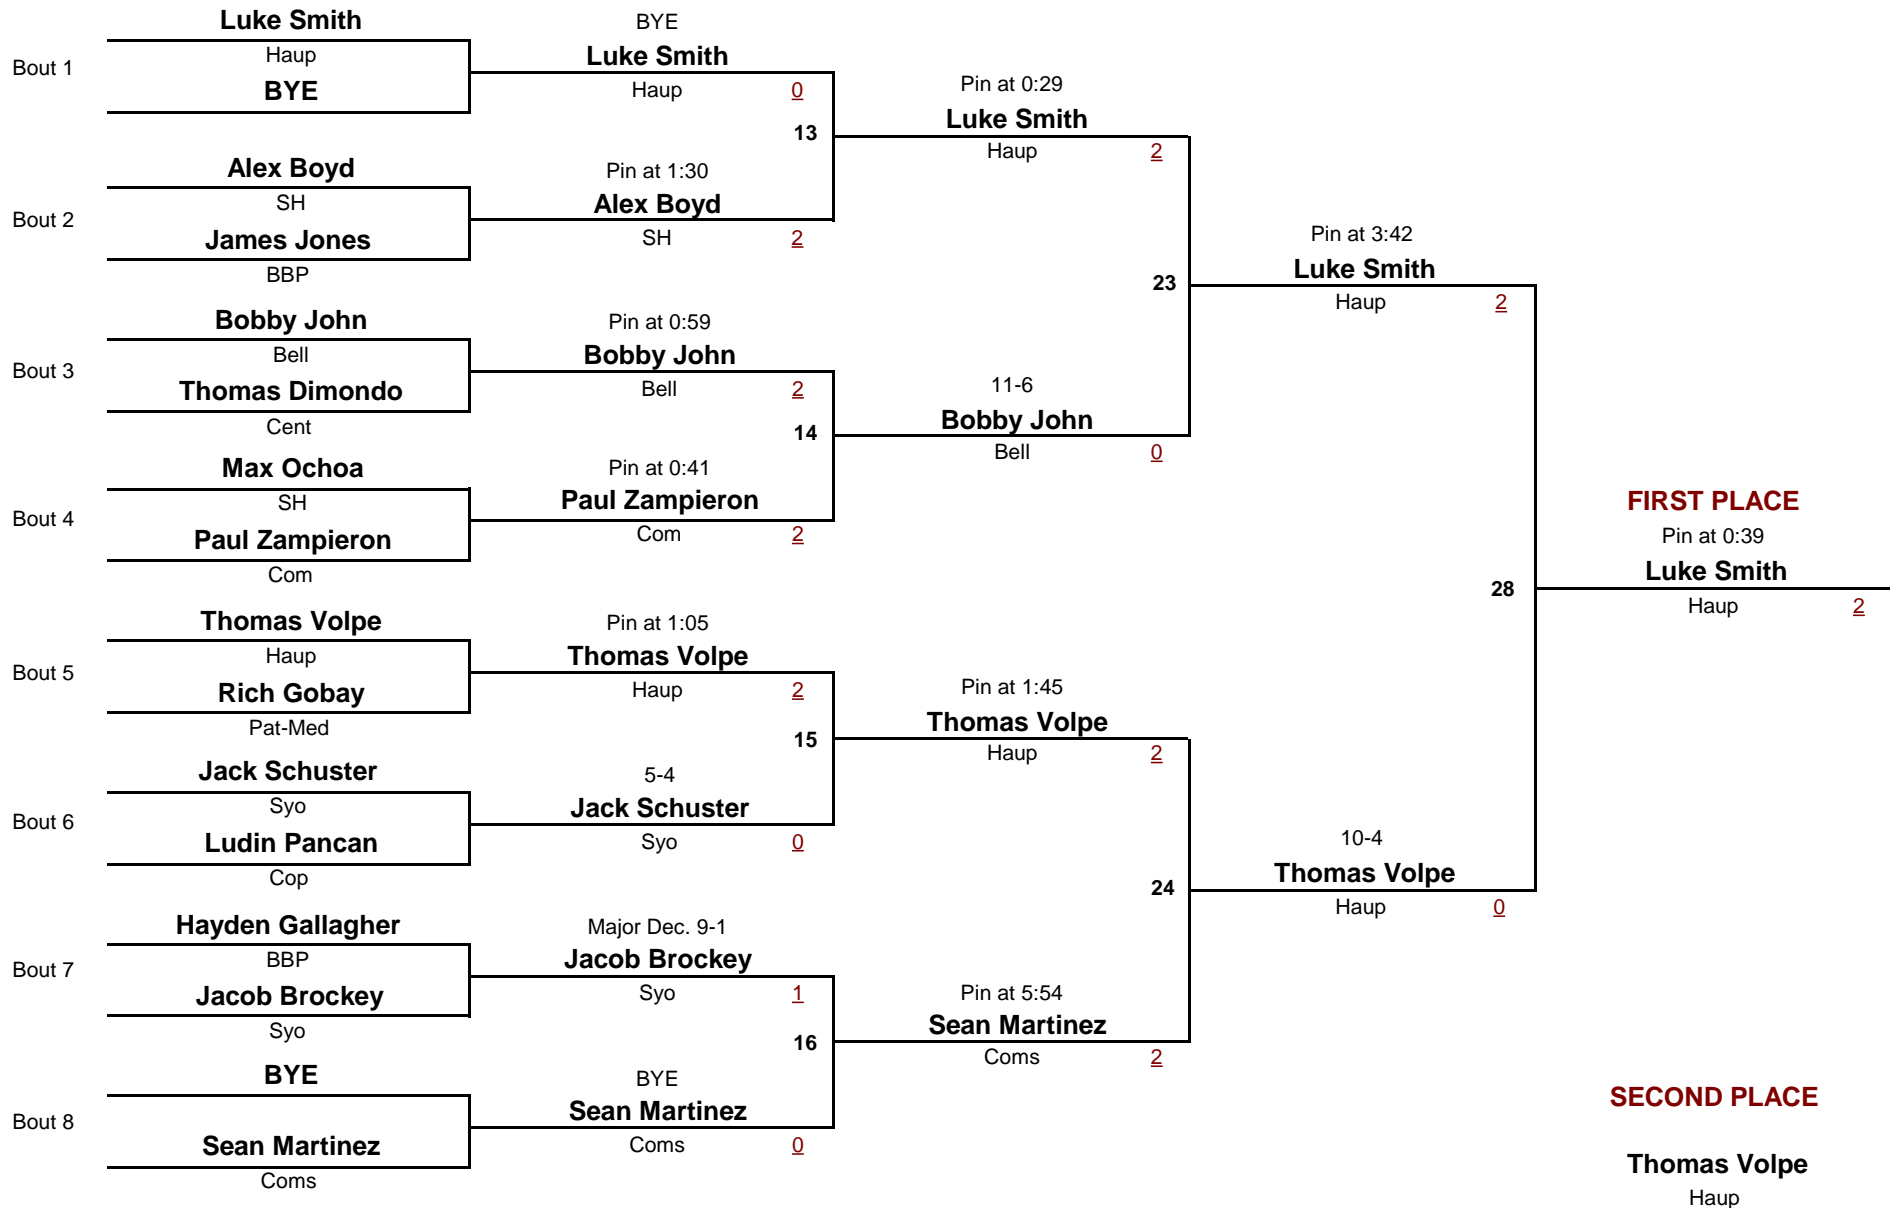 Bout 1
Luke Smith
Haup
BYE
Bout 2
Alex Boyd
SH
James Jones
BBP
Bout 3
Bobby John
Bell
Thomas Dimondo
Cent
Bout 4
Max Ochoa
SH
Paul Zampieron
Com
Bout 5
Thomas Volpe
Haup
Rich Gobay
Pat-Med
Bout 6
Jack Schuster
Syo
Ludin Pancan
Cop
Bout 7
Hayden Gallagher
BBP
Jacob Brockey
Syo
Bout 8
BYE
Sean Martinez
Coms
BYE
Luke Smith
Haup 0
13
Pin at 1:30
Alex Boyd
SH 2
Pin at 0:59
Bobby John
Bell 2
14
Pin at 0:41
Paul Zampieron
Com 2
Pin at 1:05
Thomas Volpe
Haup 2
15
5-4
Jack Schuster
Syo 0
Major Dec. 9-1
Jacob Brockey
Syo 1
16
BYE
Sean Martinez
Coms 0
Pin at 0:29
Luke Smith
Haup 2
23
11-6
Bobby John
Bell 0
Pin at 1:45
Thomas Volpe
Haup 2
24
Pin at 5:54
Sean Martinez
Coms 2
Pin at 3:42
Luke Smith
Haup 2
28
10-4
Thomas Volpe
Haup 0
FIRST PLACE
Pin at 0:39
Luke Smith
Haup 2
SECOND PLACE
Thomas Volpe
Haup